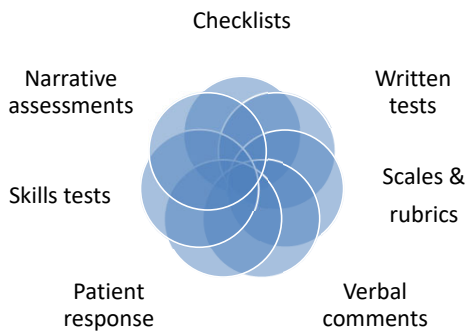 Checklists
Narrative
assessments
Written
tests
Skills tests
Scales &
rubrics
Patient
response
Verbal
comments